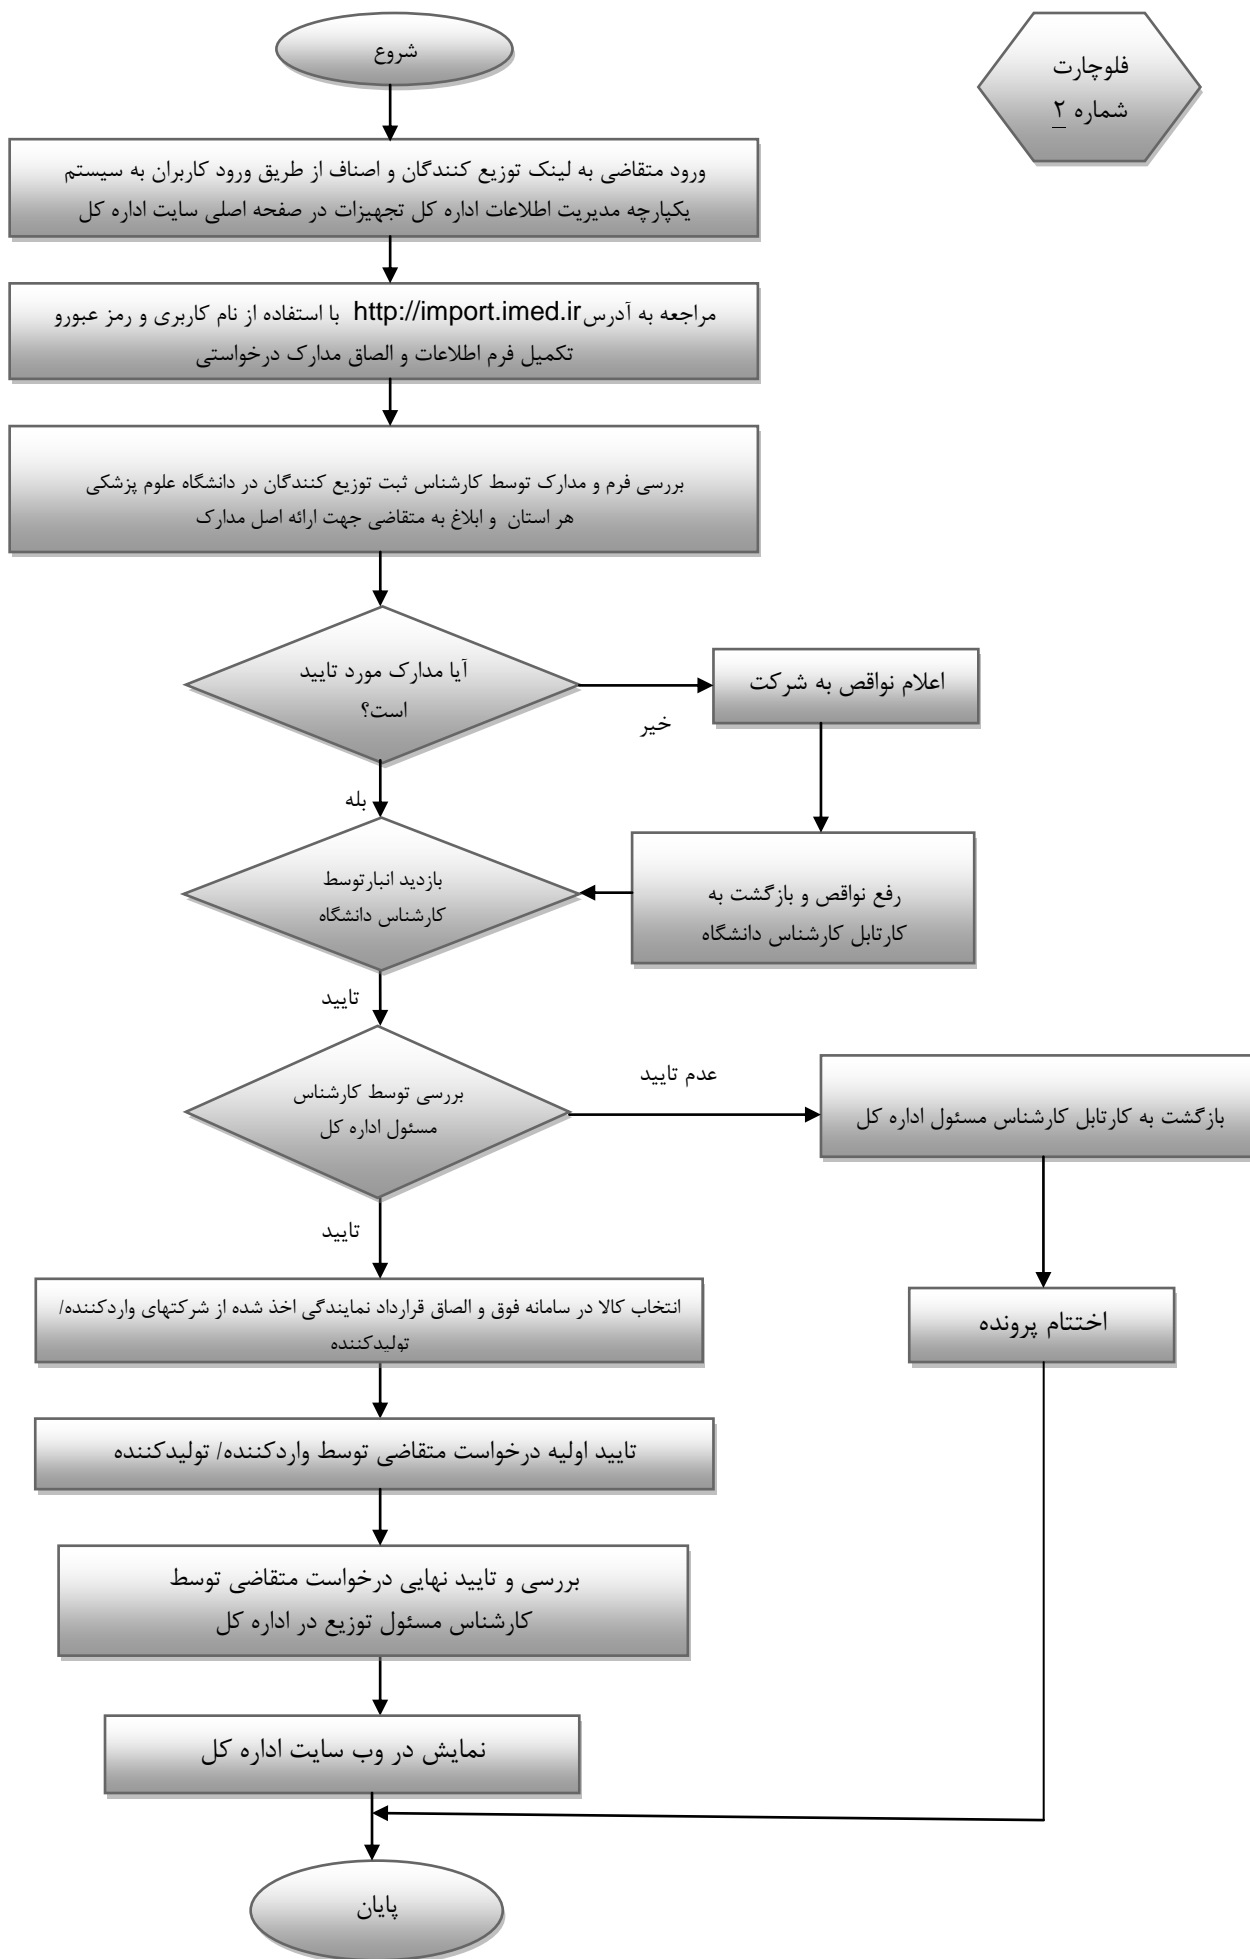 شروع
فلوچارت
شماره ۲
ورود متقاضی به لینک توزیع کنندگان و اصناف از طریق ورود کاربران به سیستم
یکپارچه مدیریت اطلاعات اداره کل تجهیزات در صفحه اصلی سایت اداره کل
مراجعه به آدرس http://import.imed.ir با استفاده از نام کاربری و رمز عبورو
تکمیل فرم اطلاعات و الصاق مدارک درخواستی
بررسی فرم و مدارک توسط کارشناس ثبت توزیع کنندگان در دانشگاه علوم پزشکی
هر استان و ابلاغ به متقاضی جهت ارائه اصل مدارک
آیا مدارک مورد تایید
است؟
خیر
اعلام نواقص به شرکت
بله
بازدید انبارتوسط
کارشناس دانشگاه
رفع نواقص و بازگشت به
کارتابل کارشناس دانشگاه
تایید
بررسی توسط کارشناس
مسئول اداره کل
عدم تایید
بازگشت به کارتابل کارشناس مسئول اداره کل
تایید
انتخاب کالا در سامانه فوق و الصاق قرارداد نمایندگی اخذ شده از شرکتهای واردکننده/
تولیدکننده
اختتام پرونده
تایید اولیه درخواست متقاضی توسط واردکننده/ تولیدکننده
بررسی و تایید نهایی درخواست متقاضی توسط
کارشناس مسئول توزیع در اداره کل
نمایش در وب سایت اداره کل
پایان